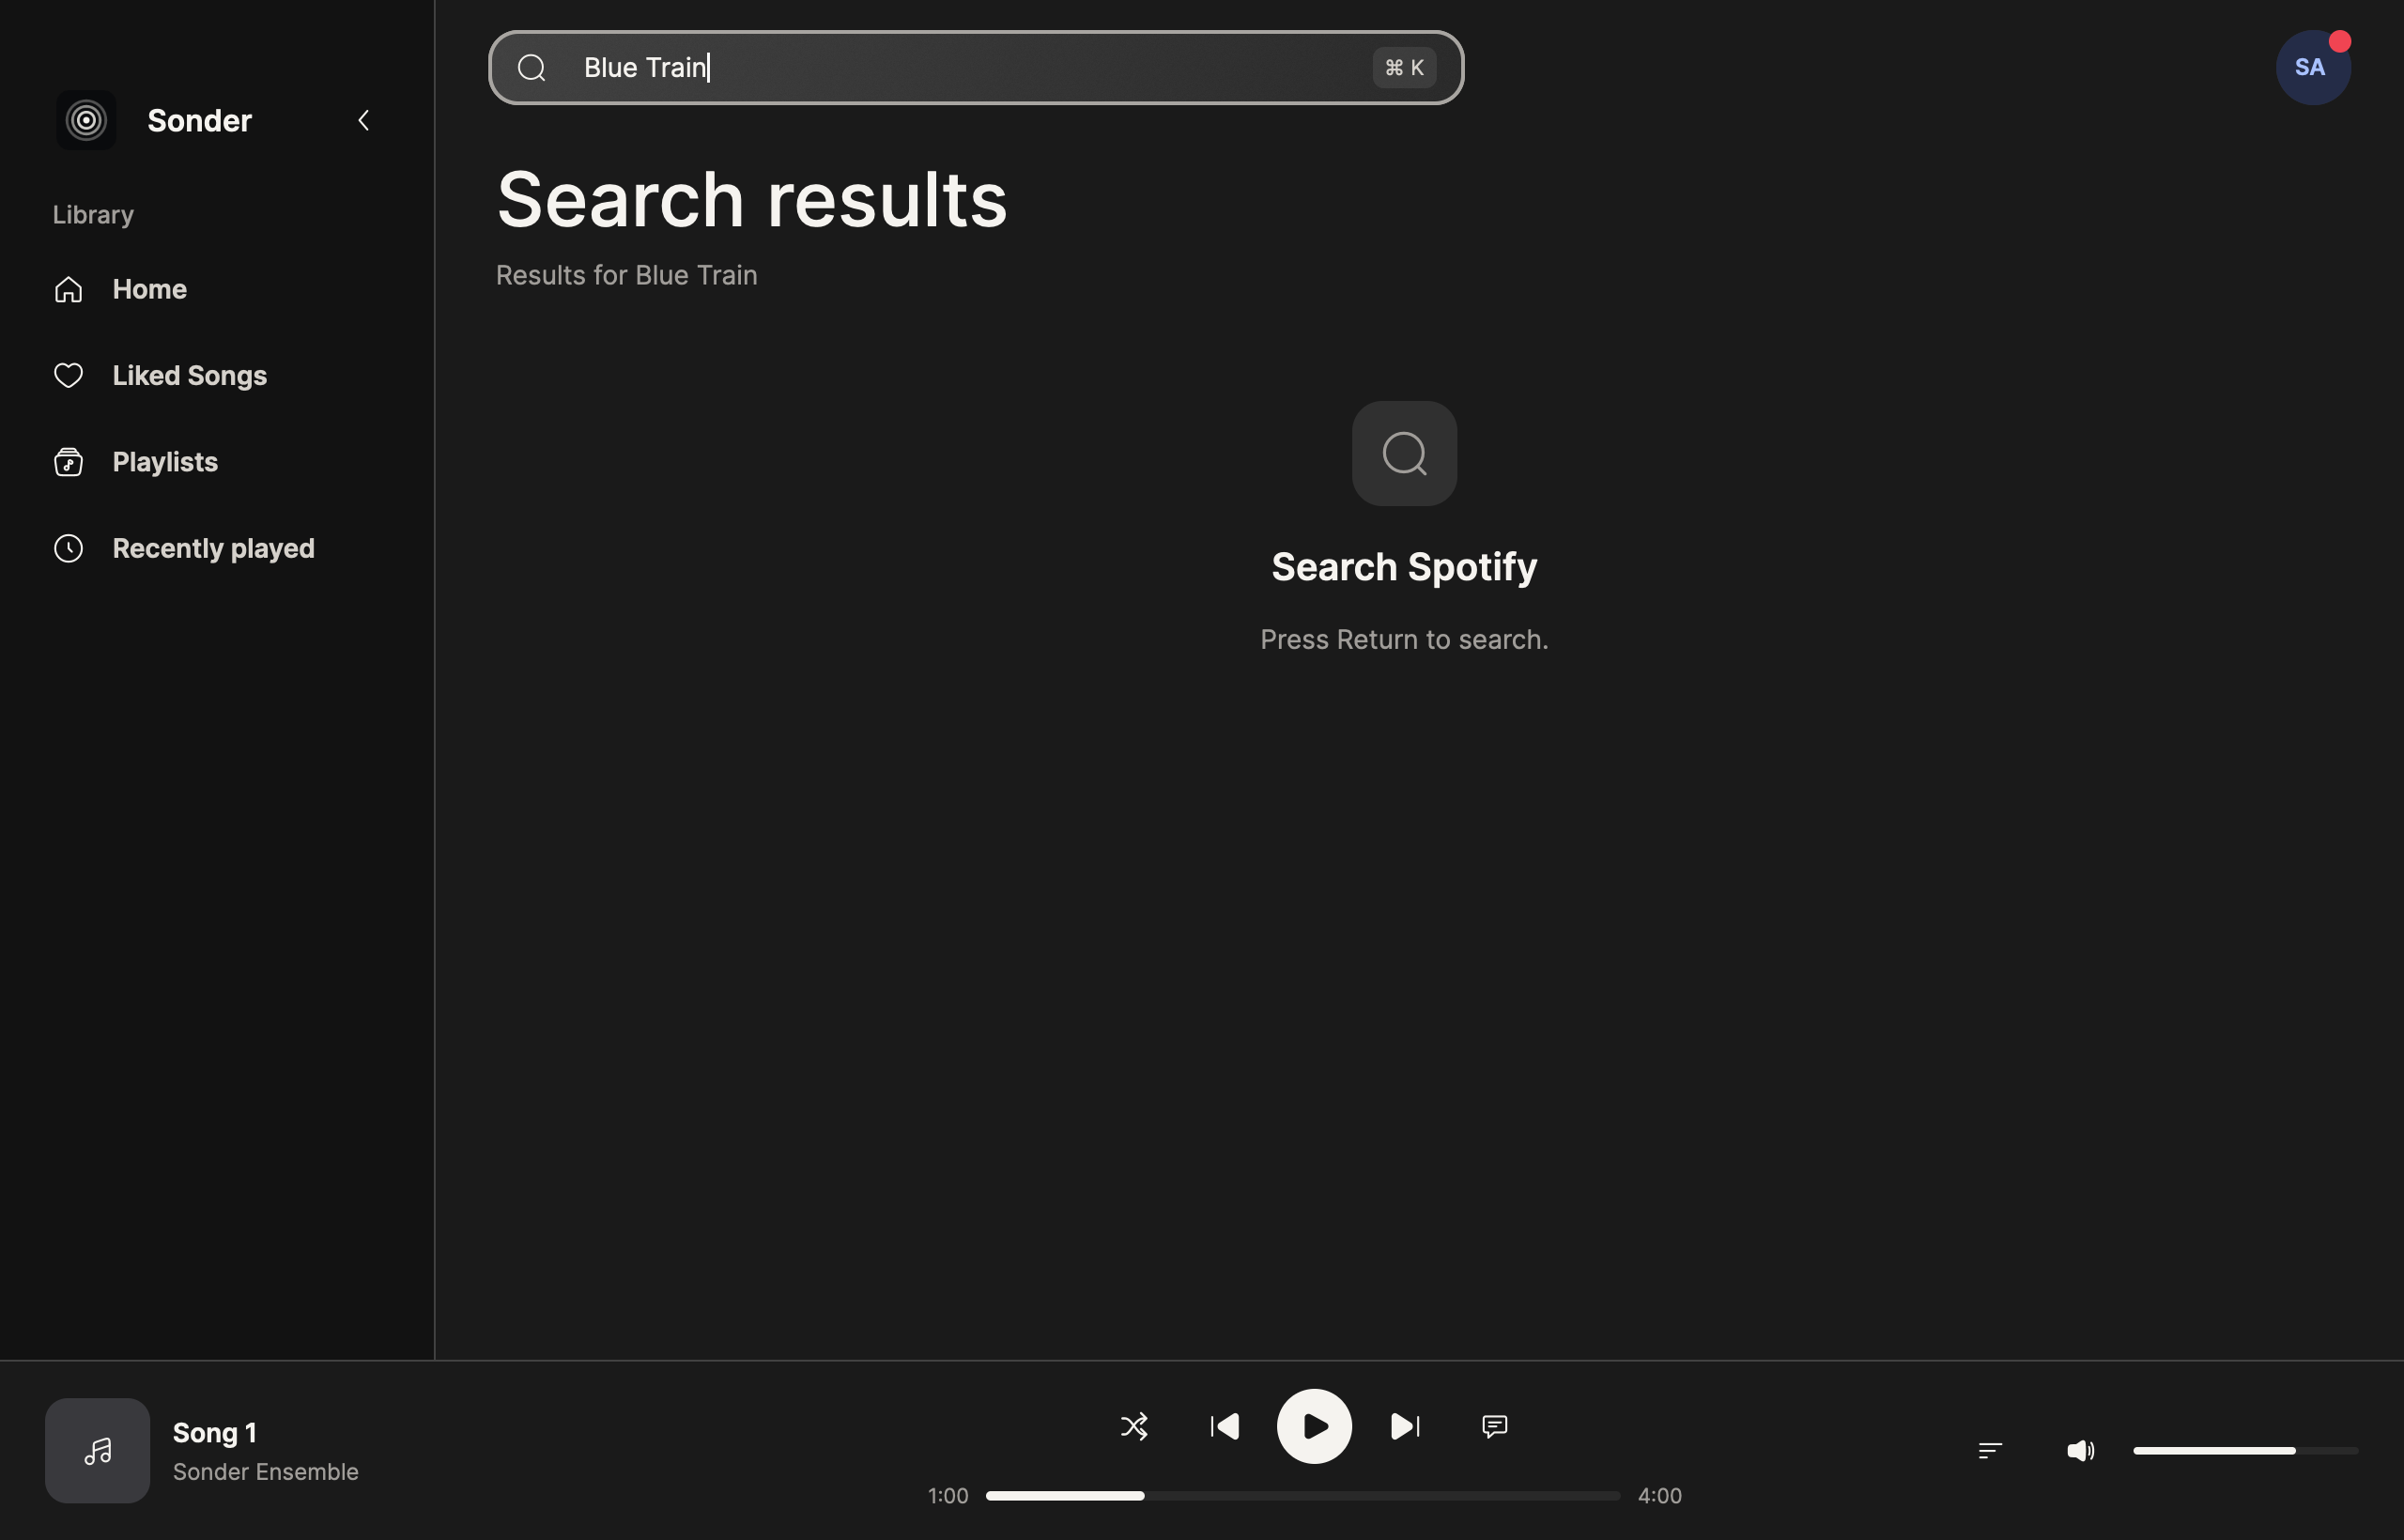 Blue Train
⌘ K
SA
Sonder
Library
Home
Liked Songs
Playlists
Recently played
Search results
Results for Blue Train
Search Spotify
Press Return to search.
Song 1
Sonder Ensemble
1:00
4:00